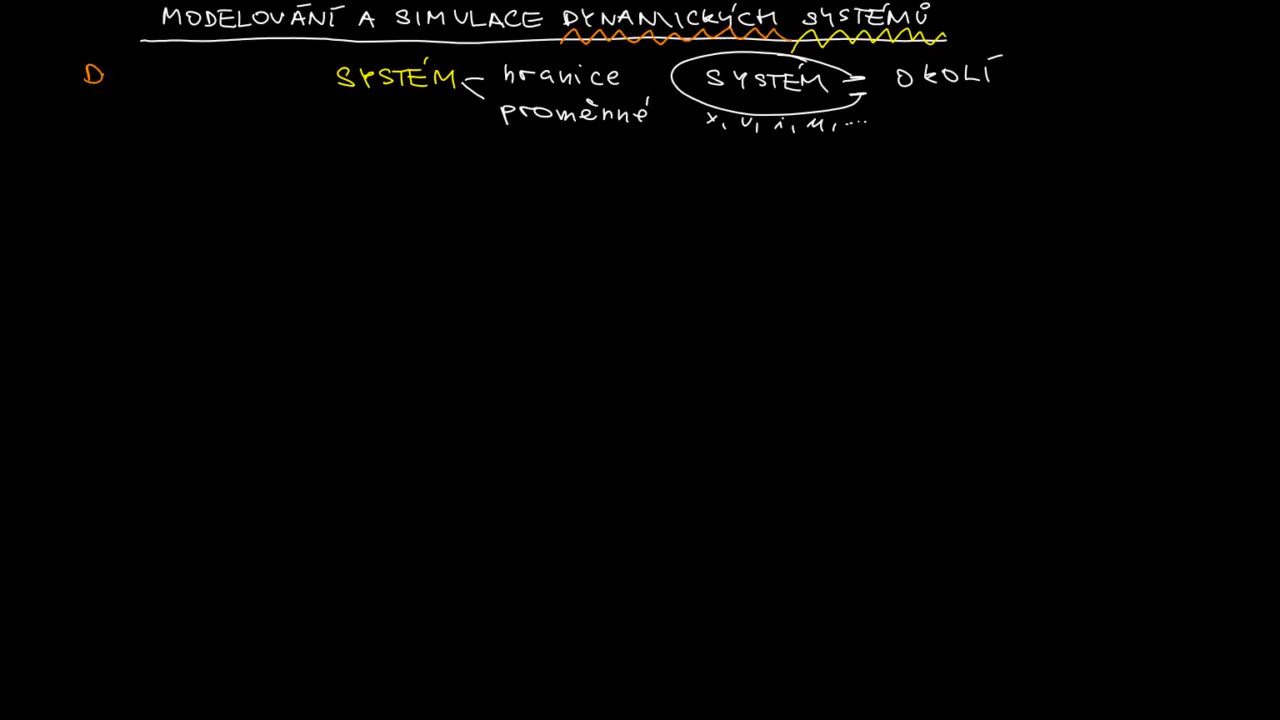 MODELOVÁNÍ A SIMULACE DYNAMICKÝCH SYSTÉMŮ
D SYSTÉM hranice SYSTÉM OKOLÍ
proměnné x, v, i, u, ....